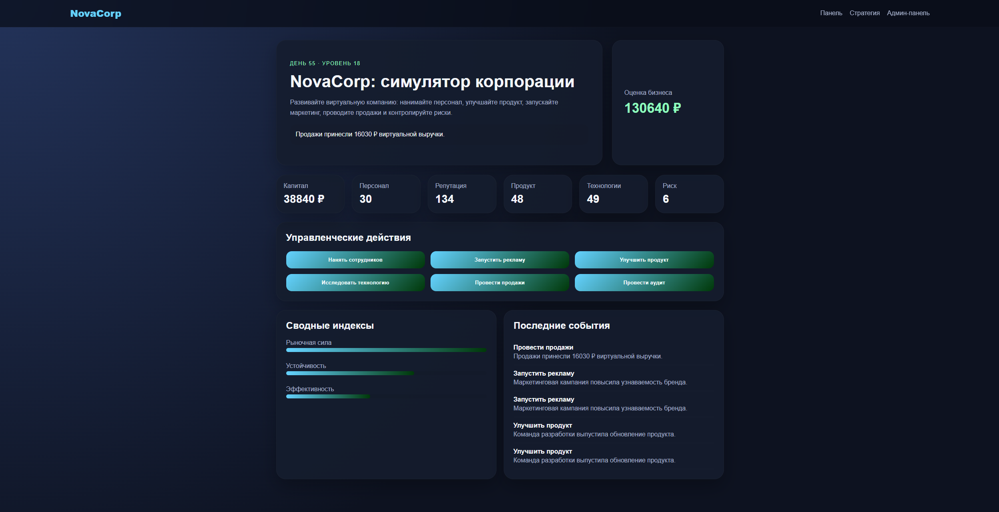 NovaCorp
Панель Стратегия Админ-панель
ДЕНЬ 55 · УРОВЕНЬ 18
NovaCorp: симулятор корпорации
Развивайте виртуальную компанию: нанимайте персонал, улучшайте продукт, запускайте
маркетинг, проводите продажи и контролируйте риски.
Продажи принесли 16030 ₽ виртуальной выручки.
Оценка бизнеса
130640 ₽
Капитал
38840 ₽
Персонал
30
Репутация
134
Продукт
48
Технологии
49
Риск
6
Управленческие действия
Нанять сотрудников
Запустить рекламу
Улучшить продукт
Исследовать технологию
Провести продажи
Провести аудит
Сводные индексы
Рыночная сила
Устойчивость
Эффективность
Последние события
Провести продажи
Продажи принесли 16030 ₽ виртуальной выручки.
Запустить рекламу
Маркетинговая кампания повысила узнаваемость бренда.
Запустить рекламу
Маркетинговая кампания повысила узнаваемость бренда.
Улучшить продукт
Команда разработки выпустила обновление продукта.
Улучшить продукт
Команда разработки выпустила обновление продукта.